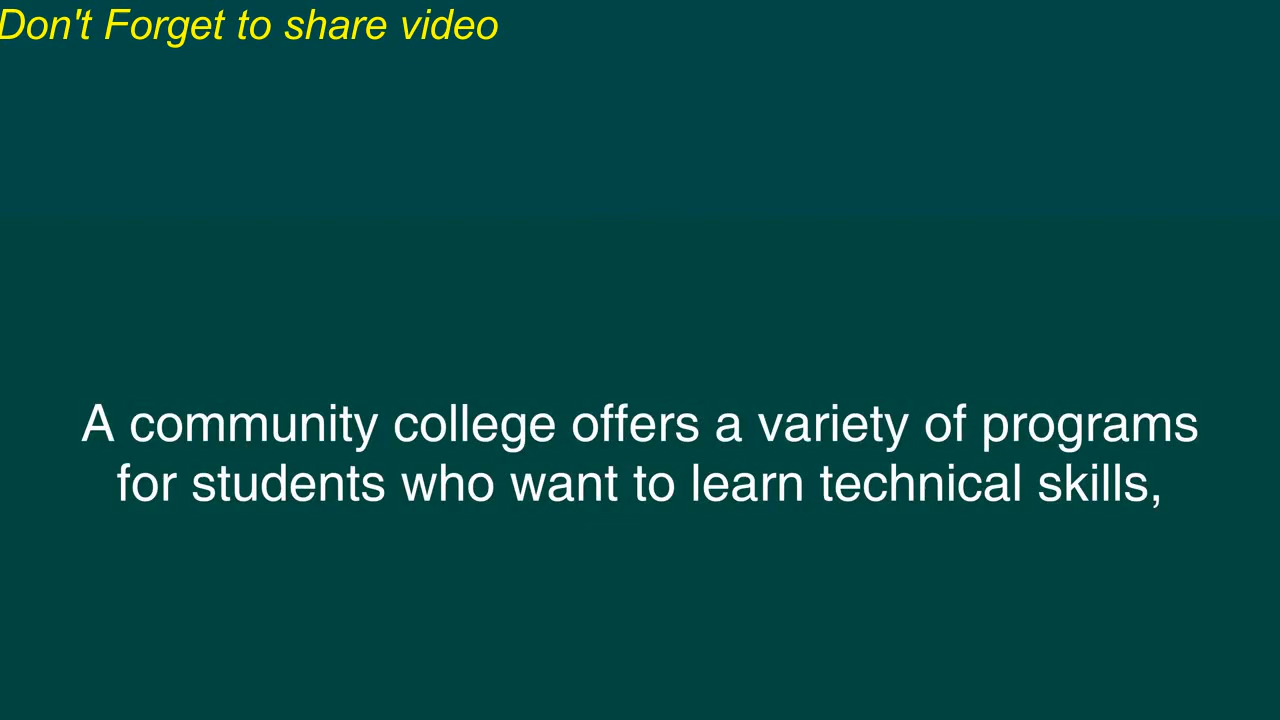 Don't Forget to share video
A community college offers a variety of programs
for students who want to learn technical skills,